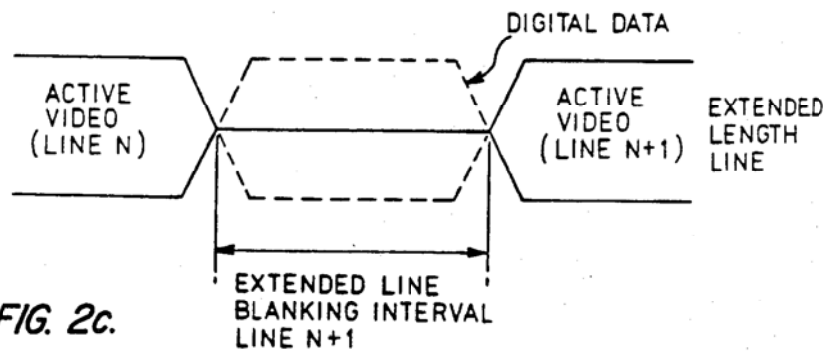 DIGITAL DATA
ACTIVE
VIDEO
(LINE N)
ACTIVE
VIDEO
(LINE N+1)
EXTENDED
LENGTH
LINE
EXTENDED LINE
BLANKING INTERVAL
LINE N+1
FIG. 2c.